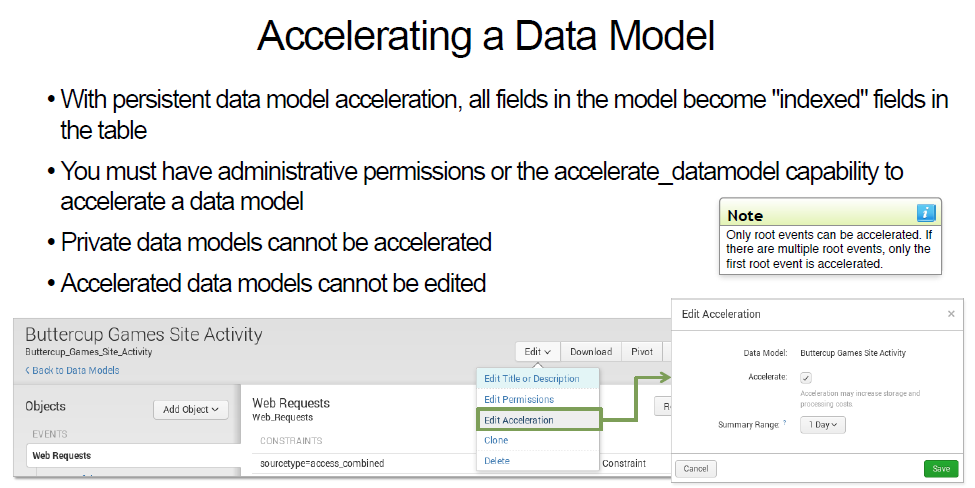 Accelerating a Data Model
• With persistent data model acceleration, all fields in the model become "indexed" fields in
the table
• You must have administrative permissions or the accelerate_datamodel capability to
accelerate a data model
• Private data models cannot be accelerated
• Accelerated data models cannot be edited
Note
Only root events can be accelerated. If
there are multiple root events, only the
first root event is accelerated.
Buttercup Games Site Activity
Buttercup_Games_Site_Activity
< Back to Data Models
Edit
Download
Pivot
Edit Title or Description
Edit Permissions
Edit Acceleration
Clone
Delete
Objects
Add Object
EVENTS
Web Requests
Web Requests
Web_Requests
CONSTRAINTS
sourcetype=access_combined
Constraint
Edit Acceleration
×
Data Model: Buttercup Games Site Activity
Accelerate:
Acceleration may increase storage and
processing costs.
Summary Range: ? 1 Day
Cancel
Save